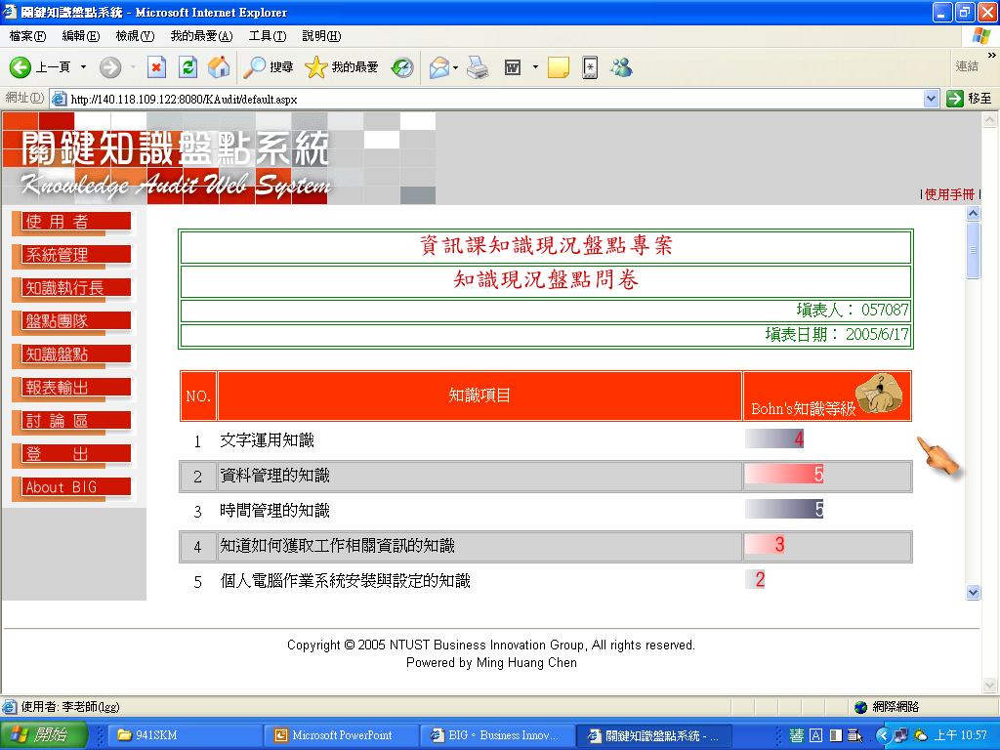 關鍵知識盤點系統 - Microsoft Internet Explorer
檔案(F) 編輯(E) 檢視(V) 我的最愛(A) 工具(T) 說明(H)
上一頁 搜尋 我的最愛 連結 »
網址(D) http://140.118.109.122:8080/KAudit/default.aspx 移至
關鍵知識盤點系統
Knowledge Audit Web System
|使用手冊|
使用者
系統管理
知識執行長
盤點團隊
知識盤點
報表輸出
討論區
登 出
About BIG
資訊課知識現況盤點專案
知識現況盤點問卷
填表人： 057087
填表日期： 2005/6/17
NO. 知識項目 Bohn's知識等級
1 文字運用知識 4
2 資料管理的知識 5
3 時間管理的知識 5
4 知道如何獲取工作相關資訊的知識 3
5 個人電腦作業系統安裝與設定的知識 2
Copyright © 2005 NTUST Business Innovation Group, All rights reserved.
Powered by Ming Huang Chen
使用者: 李老師(lgg) 網際網路
開始 941SKM Microsoft PowerPoint BIG。Business Innov... 關鍵知識盤點系統 - ... 上午 10:57